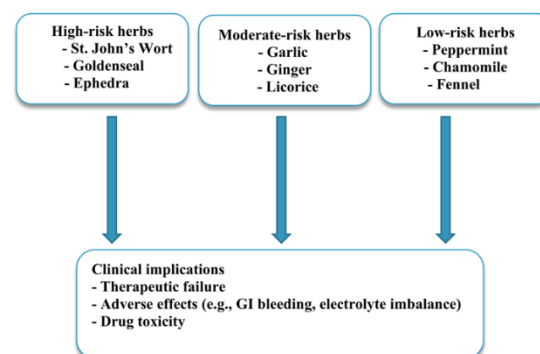 High-risk herbs
- St. John's Wort
- Goldenseal
- Ephedra
Moderate-risk herbs
- Garlic
- Ginger
- Licorice
Low-risk herbs
- Peppermint
- Chamomile
- Fennel
Clinical implications
- Therapeutic failure
- Adverse effects (e.g., GI bleeding, electrolyte imbalance)
- Drug toxicity